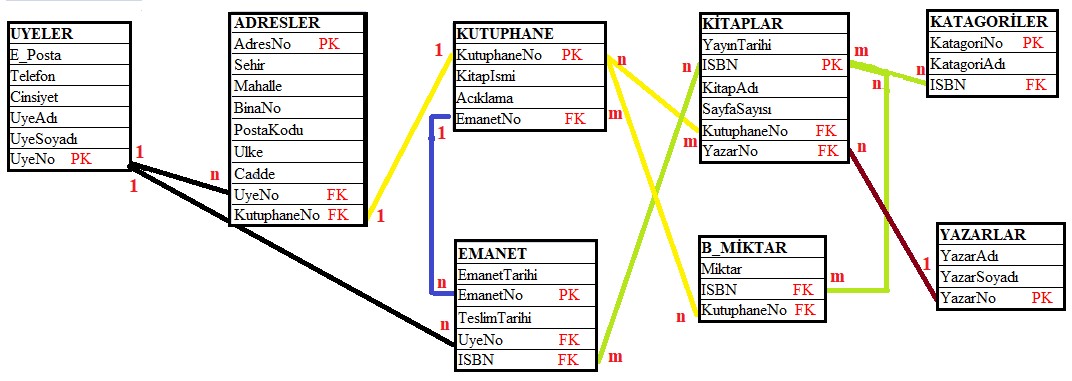 UYELER
E_Posta
Telefon
Cinsiyet
UyeAdı
UyeSoyadı
UyeNo PK
1
1
ADRESLER
AdresNo PK
Sehir
Mahalle
BinaNo
PostaKodu
Ulke
Cadde
UyeNo FK
KutuphaneNo FK
n
1
KUTUPHANE
KutuphaneNo PK
KitapIsmi
Acıklama
EmanetNo FK
1
1
n
m
EMANET
EmanetTarihi
EmanetNo PK
TeslimTarihi
UyeNo FK
ISBN FK
n
n
m
KİTAPLAR
YayınTarihi
ISBN PK
KitapAdı
SayfaSayısı
KutuphaneNo FK
YazarNo FK
n
m
m
n
n
B_MİKTAR
Miktar
ISBN FK
KutuphaneNo FK
m
n
KATAGORİLER
KatagoriNo PK
KatagoriAdı
ISBN FK
n
YAZARLAR
YazarAdı
YazarSoyadı
YazarNo PK
1